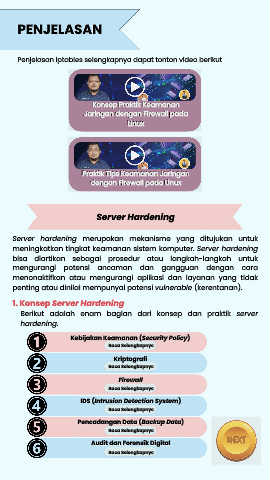 PENJELASAN
Penjelasan Iptables selengkapnya dapat tonton video berikut
Konsep Praktik Keamanan
Jaringan dengan Firewall pada
Linux
Praktik Tips Keamanan Jaringan
dengan Firewall pada Linux
Server Hardening
Server hardening merupakan mekanisme yang ditujukan untuk
meningkatkan tingkat keamanan sistem komputer. Server hardening
bisa diartikan sebagai prosedur atau langkah-langkah untuk
mengurangi potensi ancaman dan gangguan dengan cara
menonaktifkan atau mengurangi aplikasi dan layanan yang tidak
penting atau dinilai mempunyai potensi vulnerable (kerentanan).
1. Konsep Server Hardening
Berikut adalah enam bagian dari konsep dan praktik server
hardening.
1 Kebijakan Keamanan (Security Policy)
Baca Selengkapnya
2 Kriptografi
Baca Selengkapnya
3 Firewall
Baca Selengkapnya
4 IDS (Intrusion Detection System)
Baca Selengkapnya
5 Pencadangan Data (Backup Data)
Baca Selengkapnya
6 Audit dan Forensik Digital
Baca Selengkapnya
NEXT